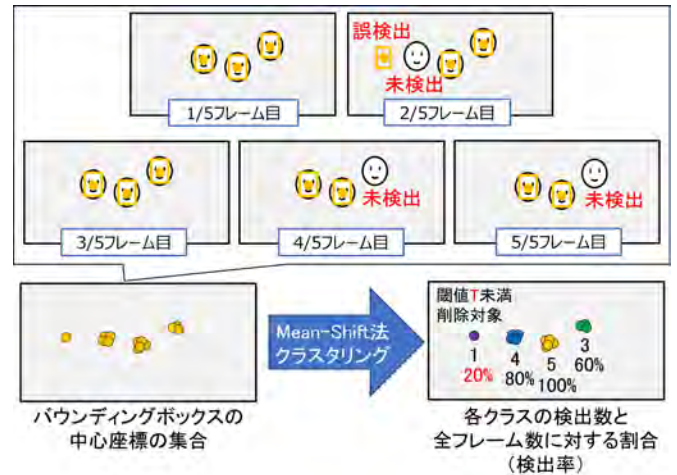 誤検出
未検出
1/5フレーム目
2/5フレーム目
未検出
未検出
3/5フレーム目
4/5フレーム目
5/5フレーム目
Mean-Shift法
クラスタリング
閾値T未満
削除対象
1
20%
4
80%
5
100%
3
60%
バウンディングボックスの
中心座標の集合
各クラスの検出数と
全フレーム数に対する割合
(検出率)